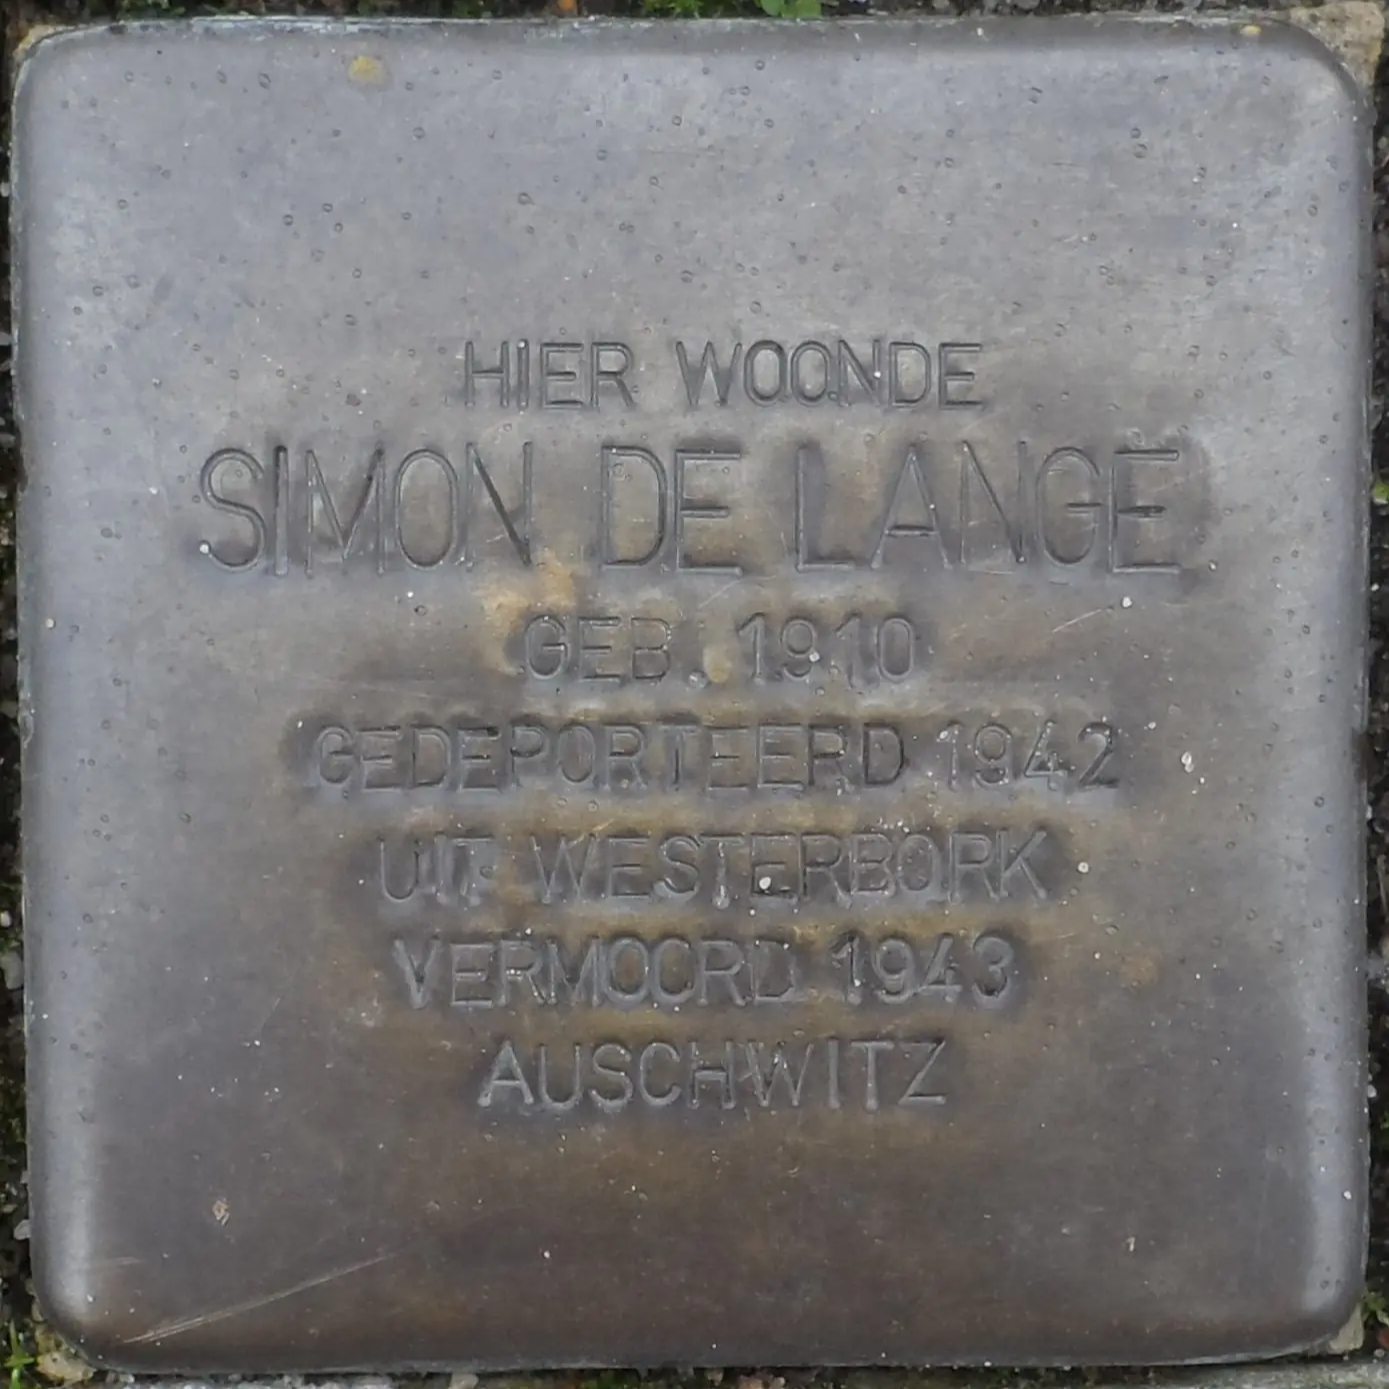 HIER WOONDE
SIMON DE LANGE
GEB. 1910
GEDEPORTEERD 1942
UIT WESTERBORK
VERMOORD 1943
AUSCHWITZ